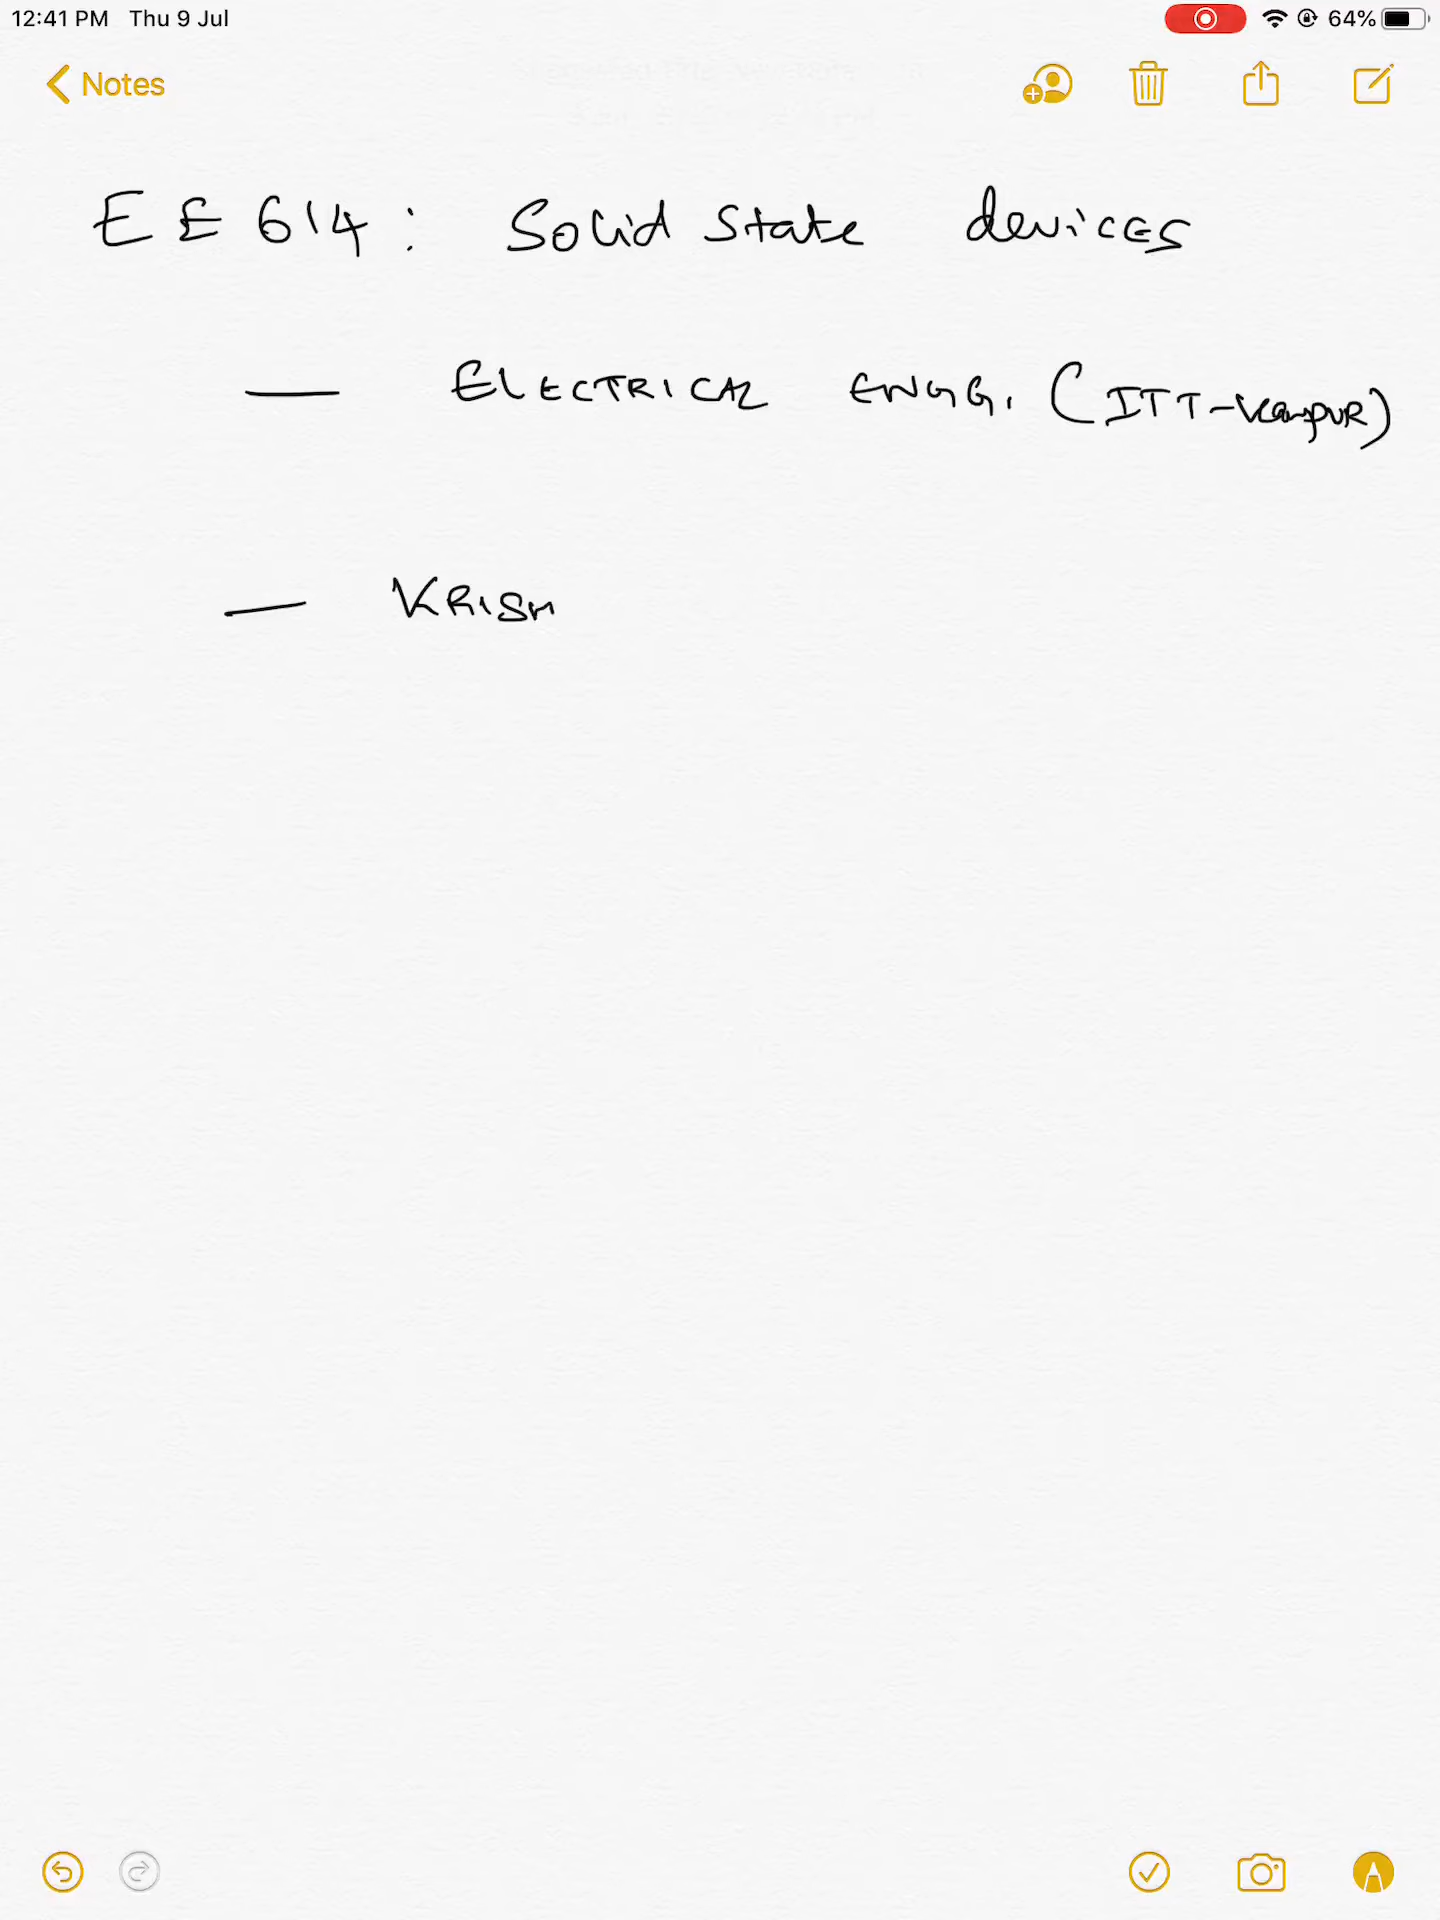 12:41 PM Thu 9 Jul 64%
Notes
EE 614: Solid State devices
— ELECTRICAL ENGG. (IIT-KanpuR)
— KRISH